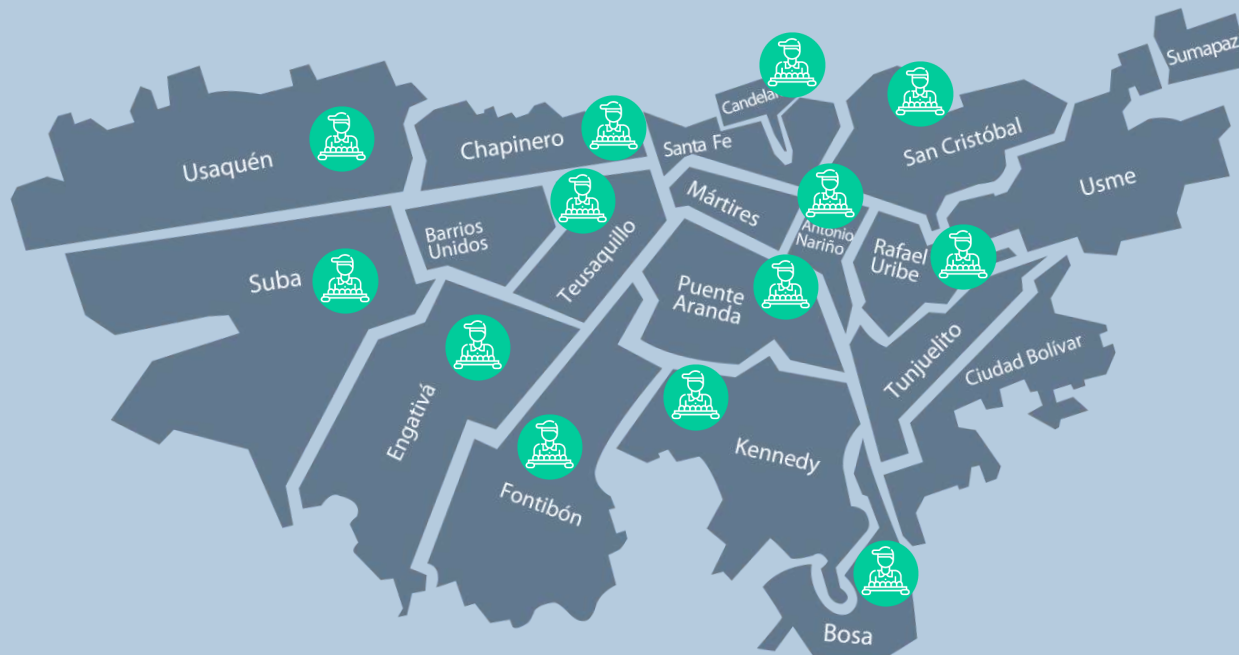 Sumapaz
Candelar
Usaquén
Chapinero
Santa Fe
San Cristóbal
Usme
Mártires
Barrios
Unidos
Antonio
Nariño
Rafael
Uribe
Suba
Teusaquillo
Puente
Aranda
Tunjuelito
Ciudad Bolívar
Engativá
Kennedy
Fontibón
Bosa